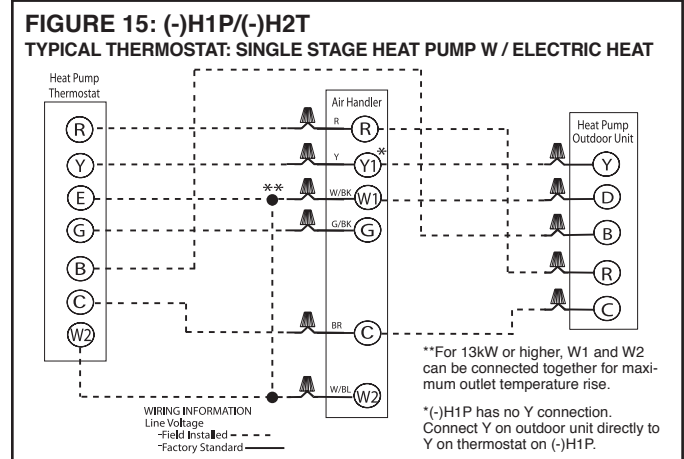 FIGURE 15: (-)H1P/(-)H2T
TYPICAL THERMOSTAT: SINGLE STAGE HEAT PUMP W / ELECTRIC HEAT
Heat Pump
Thermostat
R
Y
E
G
B
C
W2
**
Air Handler
R
R
Y
Y1
*
W/BK
W1
G/BK
G
BR
C
W/BL
W2
Heat Pump
Outdoor Unit
Y
D
B
R
C
**For 13kW or higher, W1 and W2
can be connected together for maxi-
mum outlet temperature rise.
*(-)H1P has no Y connection.
Connect Y on outdoor unit directly to
Y on thermostat on (-)H1P.
WIRING INFORMATION
Line Voltage
-Field Installed
-Factory Standard